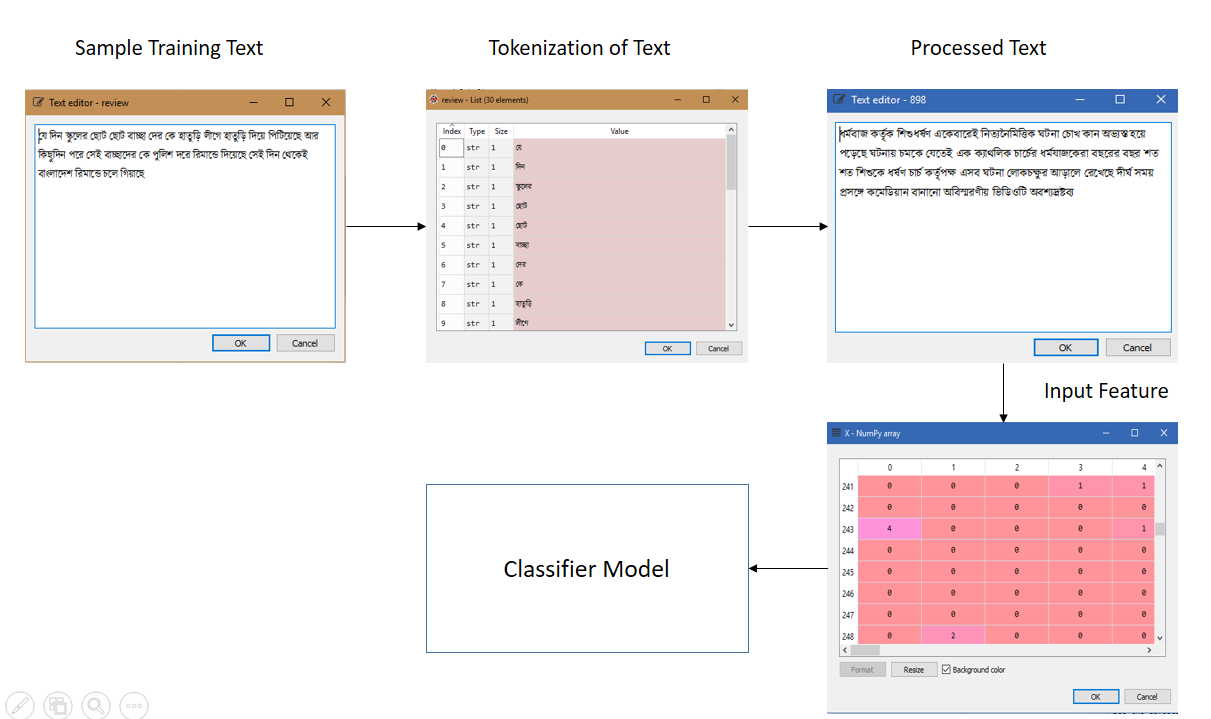 Sample Training Text
Tokenization of Text
Processed Text
Text editor - review
যে দিন স্কুলের ছোট ছোট বাচ্ছা দের কে হাতুড়ি লীগে হাতুড়ি দিয়ে পিটিয়েছে আর
কিছুদিন পরে সেই বাচ্ছাদের কে পুলিশ দরে রিমান্ডে দিয়েছে সেই দিন থেকেই
বাংলাদেশ রিমান্ডে চলে গিয়াছে
OK Cancel
review - List (30 elements)
Index Type Size Value
0 str 1 যে
1 str 1 দিন
2 str 1 স্কুলের
3 str 1 ছোট
4 str 1 ছোট
5 str 1 বাচ্ছা
6 str 1 দের
7 str 1 কে
8 str 1 হাতুড়ি
9 str 1 লীগে
OK Cancel
Text editor - 898
ধর্মবাজ কর্তৃক শিশুধর্ষণ একেবারেই নিত্যনৈমিত্তিক ঘটনা চোখ কান অভ্যস্ত হয়ে
পড়েছে ঘটনায় চমকে যেতেই এক ক্যাথলিক চার্চের ধর্মযাজকেরা বছরের বছর শত
শত শিশুকে ধর্ষণ চার্চ কর্তৃপক্ষ এসব ঘটনা লোকচক্ষুর আড়ালে রেখেছে দীর্ঘ সময়
প্রসঙ্গে কমেডিয়ান বানানো অবিস্মরণীয় ভিডিওটি অবশ্যদ্রষ্টব্য
OK Cancel
Input Feature
X - NumPy array
0 1 2 3 4
241 0 0 0 1 1
242 0 0 0 0 0
243 4 0 0 0 1
244 0 0 0 0 0
245 0 0 0 0 0
246 0 0 0 0 0
247 0 0 0 0 0
248 0 2 0 0 0
Format Resize Background color
OK Cancel
Classifier Model